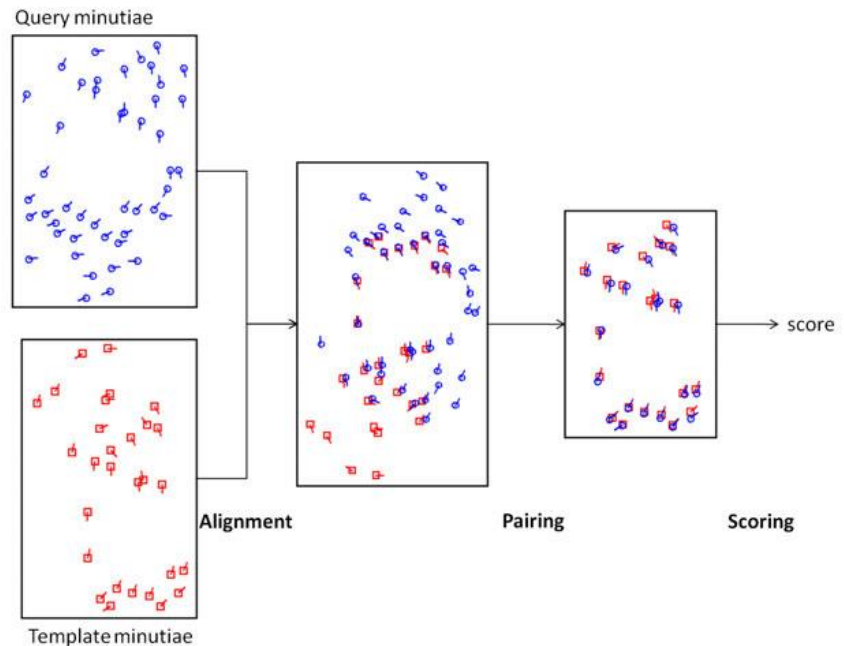 Query minutiae
Template minutiae
Alignment
Pairing
Scoring
score